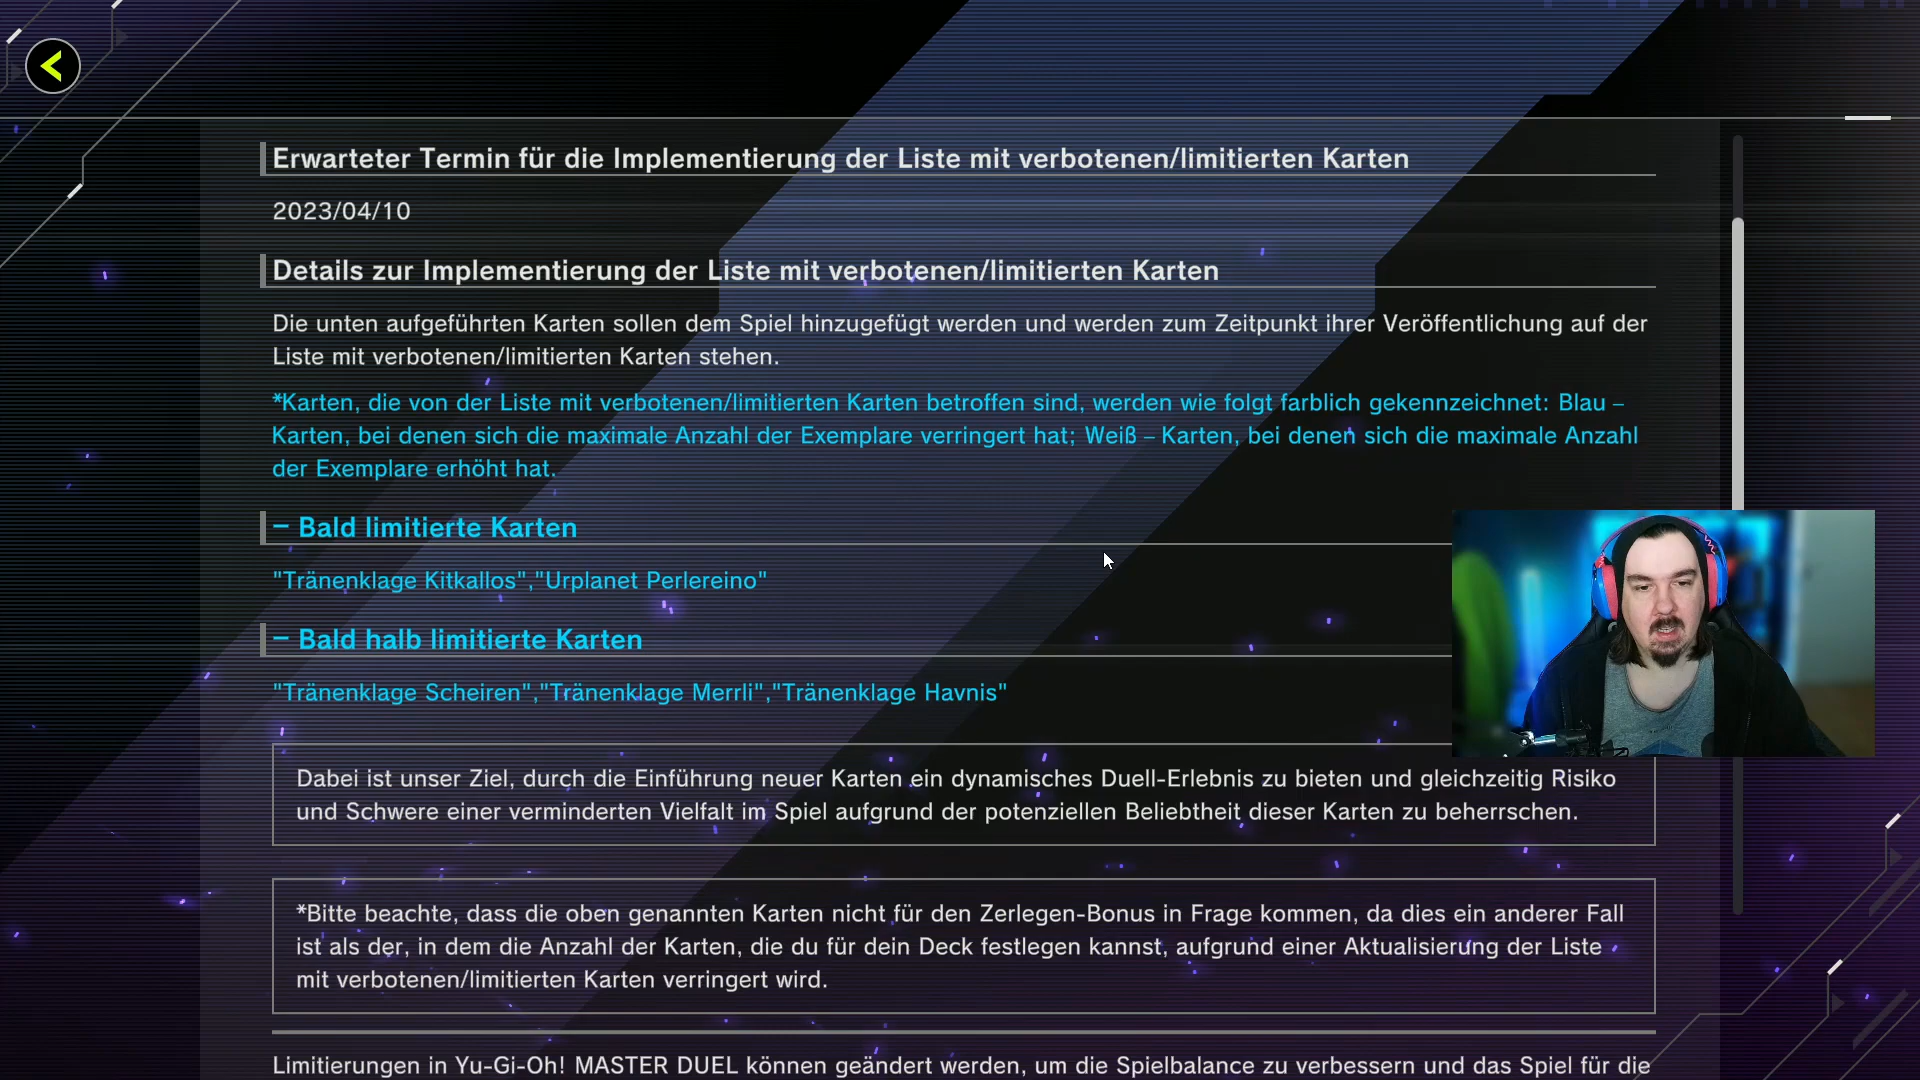 Erwarteter Termin für die Implementierung der Liste mit verbotenen/limitierten Karten
2023/04/10
Details zur Implementierung der Liste mit verbotenen/limitierten Karten
Die unten aufgeführten Karten sollen dem Spiel hinzugefügt werden und werden zum Zeitpunkt ihrer Veröffentlichung auf der
Liste mit verbotenen/limitierten Karten stehen.
*Karten, die von der Liste mit verbotenen/limitierten Karten betroffen sind, werden wie folgt farblich gekennzeichnet: Blau –
Karten, bei denen sich die maximale Anzahl der Exemplare verringert hat; Weiß – Karten, bei denen sich die maximale Anzahl
der Exemplare erhöht hat.
– Bald limitierte Karten
"Tränenklage Kitkallos","Urplanet Perlereino"
– Bald halb limitierte Karten
"Tränenklage Scheiren","Tränenklage Merrli","Tränenklage Havnis"
Dabei ist unser Ziel, durch die Einführung neuer Karten ein dynamisches Duell-Erlebnis zu bieten und gleichzeitig Risiko
und Schwere einer verminderten Vielfalt im Spiel aufgrund der potenziellen Beliebtheit dieser Karten zu beherrschen.
*Bitte beachte, dass die oben genannten Karten nicht für den Zerlegen-Bonus in Frage kommen, da dies ein anderer Fall
ist als der, in dem die Anzahl der Karten, die du für dein Deck festlegen kannst, aufgrund einer Aktualisierung der Liste
mit verbotenen/limitierten Karten verringert wird.
Limitierungen in Yu-Gi-Oh! MASTER DUEL können geändert werden, um die Spielbalance zu verbessern und das Spiel für die